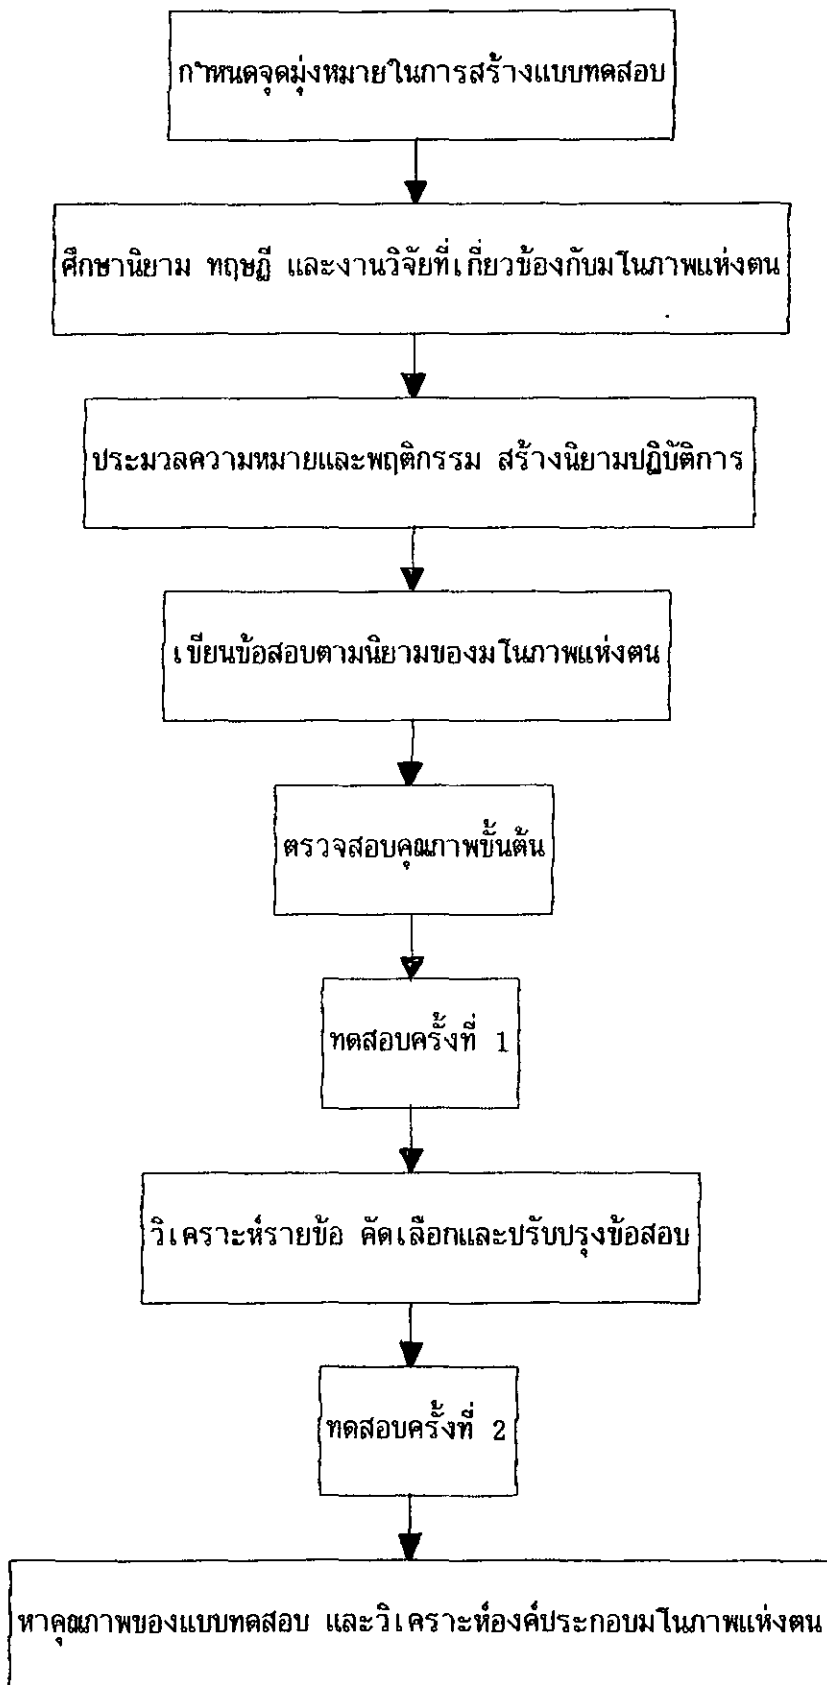 กำหนดจุดมุ่งหมายในการสร้างแบบทดสอบ
ศึกษานิยาม ทฤษฎี และงานวิจัยที่เกี่ยวข้องกับมโนภาพแห่งตน
ประมวลความหมายและพฤติกรรม สร้างนิยามปฏิบัติการ
เขียนข้อสอบตามนิยามของมโนภาพแห่งตน
ตรวจสอบคุณภาพขั้นต้น
ทดสอบครั้งที่ 1
วิเคราะห์รายข้อ คัดเลือกและปรับปรุงข้อสอบ
ทดสอบครั้งที่ 2
หาคุณภาพของแบบทดสอบ และวิเคราะห์องค์ประกอบมโนภาพแห่งตน